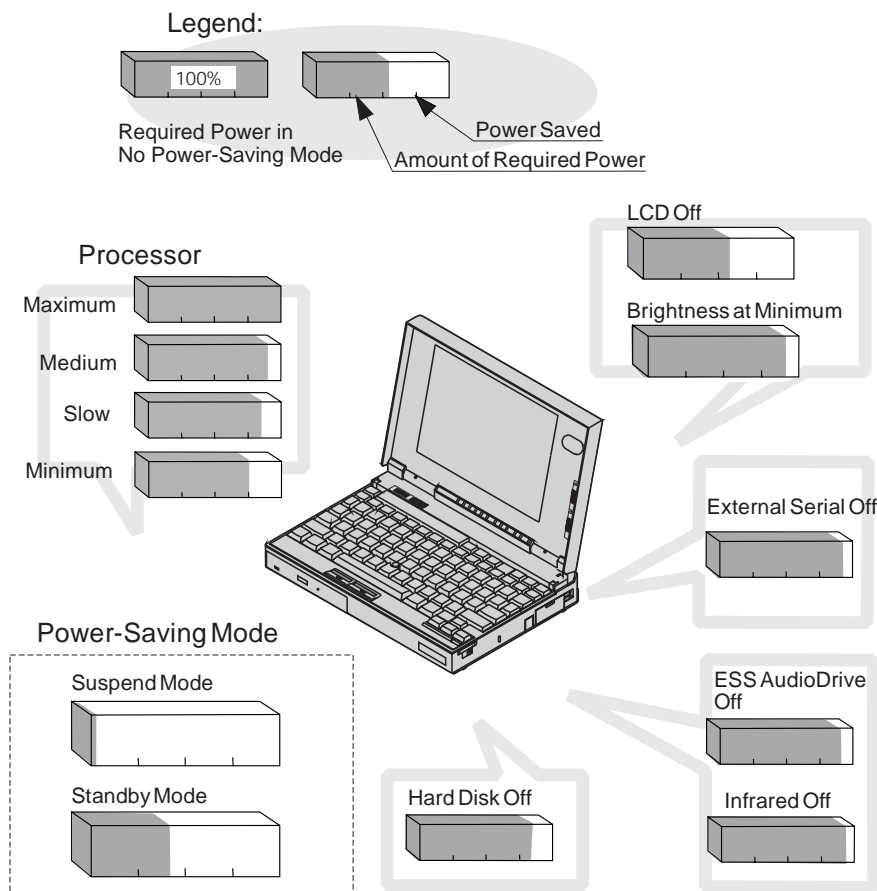 Legend:
100%
Required Power in
No Power-Saving Mode
Power Saved
Amount of Required Power
LCD Off
Brightness at Minimum
Processor
Maximum
Medium
Slow
Minimum
External Serial Off
Power-Saving Mode
Suspend Mode
Standby Mode
Hard Disk Off
ESS AudioDrive
Off
Infrared Off